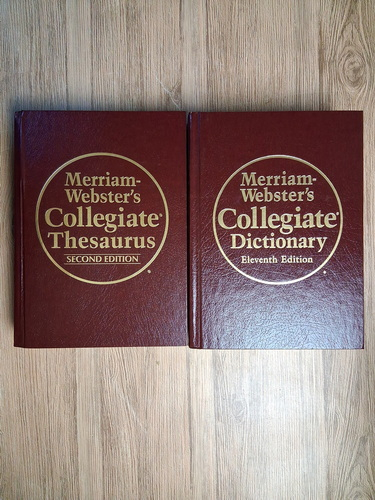 Merriam-
Webster's
Collegiate®
Thesaurus
SECOND EDITION
®
Merriam-
Webster's
Collegiate®
Dictionary
Eleventh Edition
®